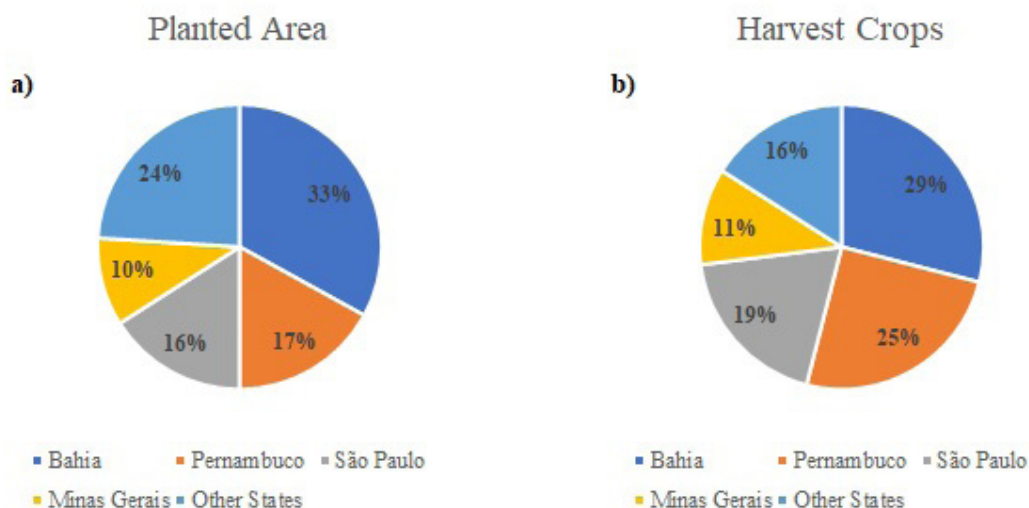 Planted Area
a)
24%
33%
10%
16%
17%
Bahia Pernambuco São Paulo
Minas Gerais Other States
Harvest Crops
b)
16%
29%
11%
19%
25%
Bahia Pernambuco São Paulo
Minas Gerais Other States